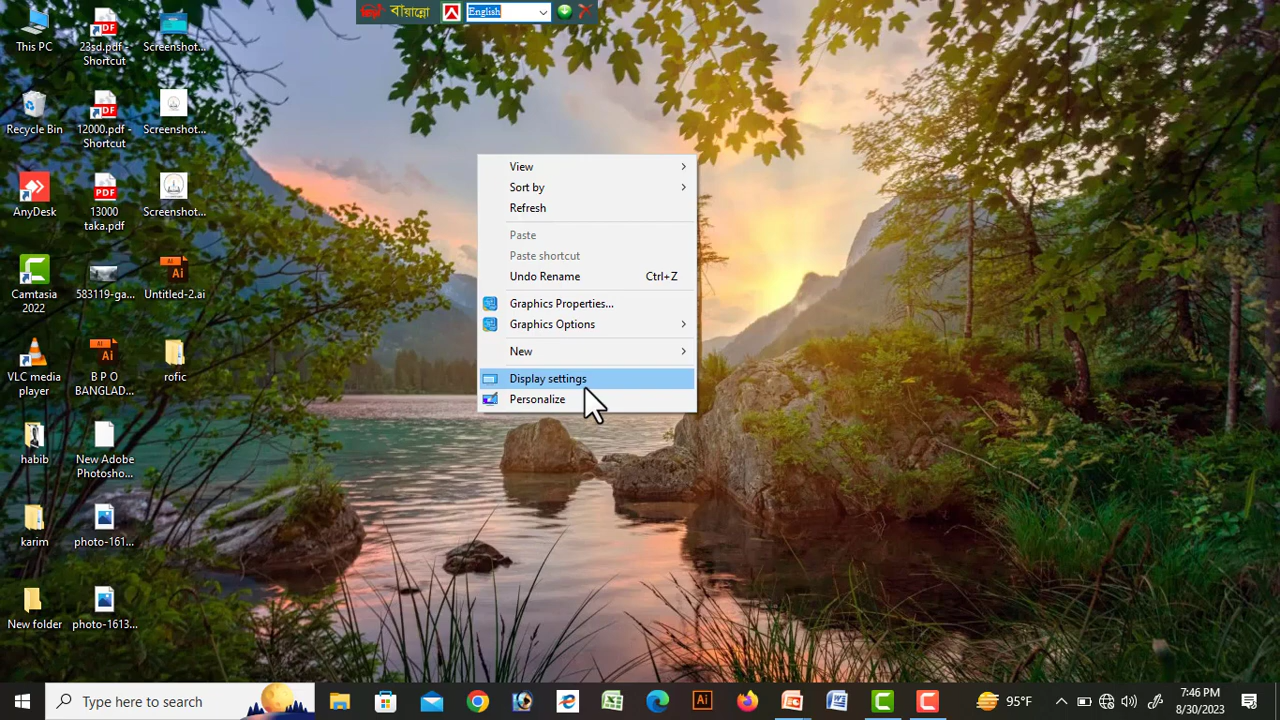 বায়ান্নো
English
This PC
23sd.pdf -
Shortcut
Screenshot...
Recycle Bin
12000.pdf -
Shortcut
Screenshot...
AnyDesk
13000
taka.pdf
Screenshot...
Camtasia
2022
583119-ga...
Untitled-2.ai
VLC media
player
B P O
BANGLAD...
rofic
habib
New Adobe
Photosho...
karim
photo-161...
New folder
photo-1613...
View
Sort by
Refresh
Paste
Paste shortcut
Undo Rename Ctrl+Z
Graphics Properties...
Graphics Options
New
Display settings
Personalize
Type here to search
95°F
7:46 PM
8/30/2023